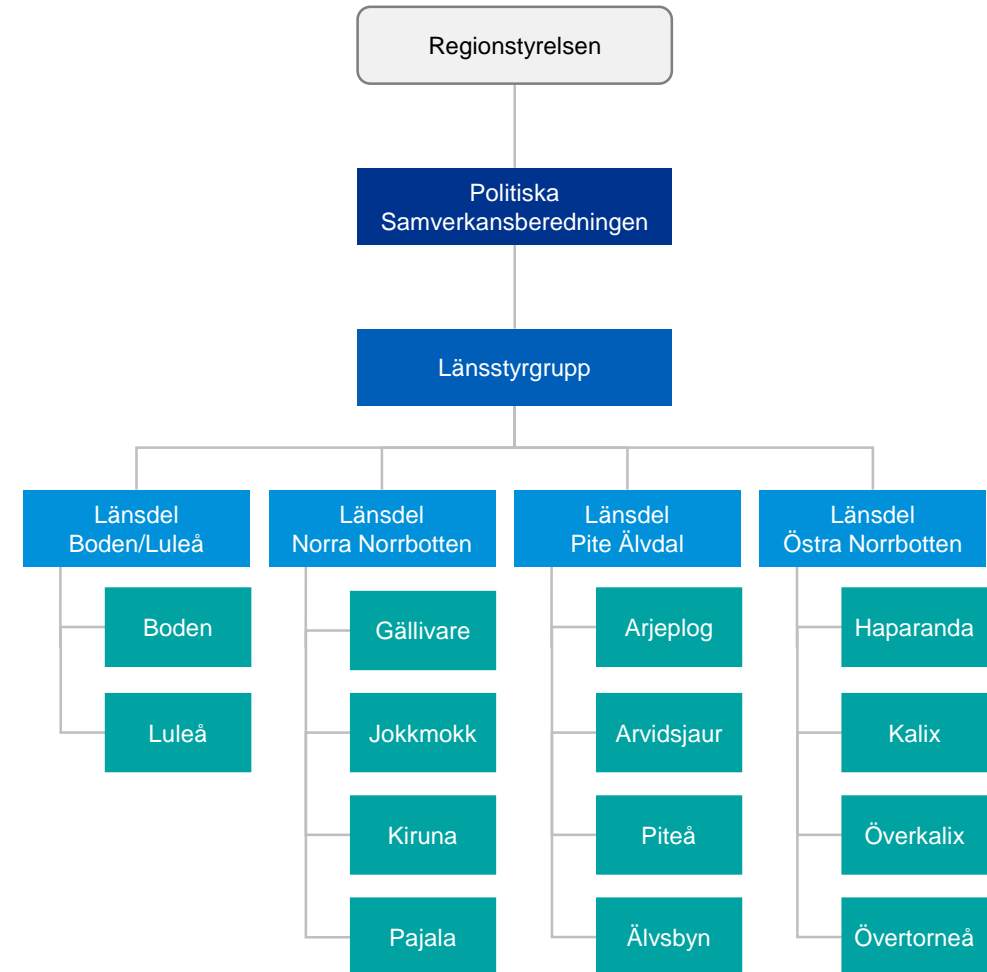 Regionstyrelsen
Politiska
Samverkansberedningen
Länsstyrgrupp
Länsdel
Boden/Luleå
Boden
Luleå
Länsdel
Norra Norrbotten
Gällivare
Jokkmokk
Kiruna
Pajala
Länsdel
Pite Älvdal
Arjeplog
Arvidsjaur
Piteå
Älvsbyn
Länsdel
Östra Norrbotten
Haparanda
Kalix
Överkalix
Övertorneå